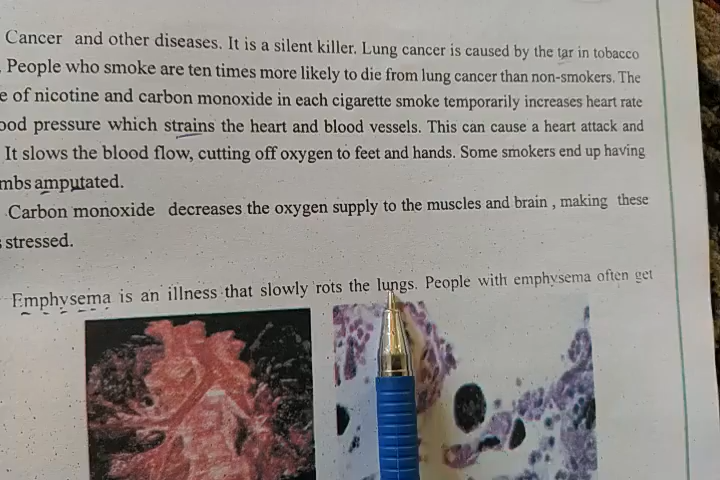 Cancer and other diseases. It is a silent killer. Lung cancer is caused by the tar in tobacco
. People who smoke are ten times more likely to die from lung cancer than non-smokers. The
e of nicotine and carbon monoxide in each cigarette smoke temporarily increases heart rate
ood pressure which strains the heart and blood vessels. This can cause a heart attack and
It slows the blood flow, cutting off oxygen to feet and hands. Some smokers end up having
mbs amputated.
Carbon monoxide decreases the oxygen supply to the muscles and brain , making these
s stressed.
Emphysema is an illness that slowly rots the lungs. People with emphysema often get